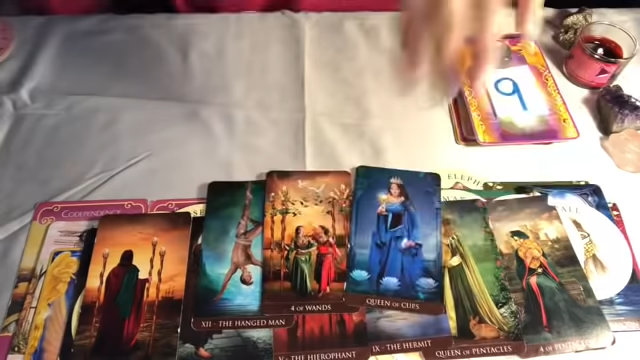 9
ELEPH
CODEPENDENCE
XII · THE HANGED MAN
4 OF WANDS
QUEEN OF CUPS
V · THE HIEROPHANT
IX · THE HERMIT
QUEEN OF PENTACLES
4 OF PENTACLES